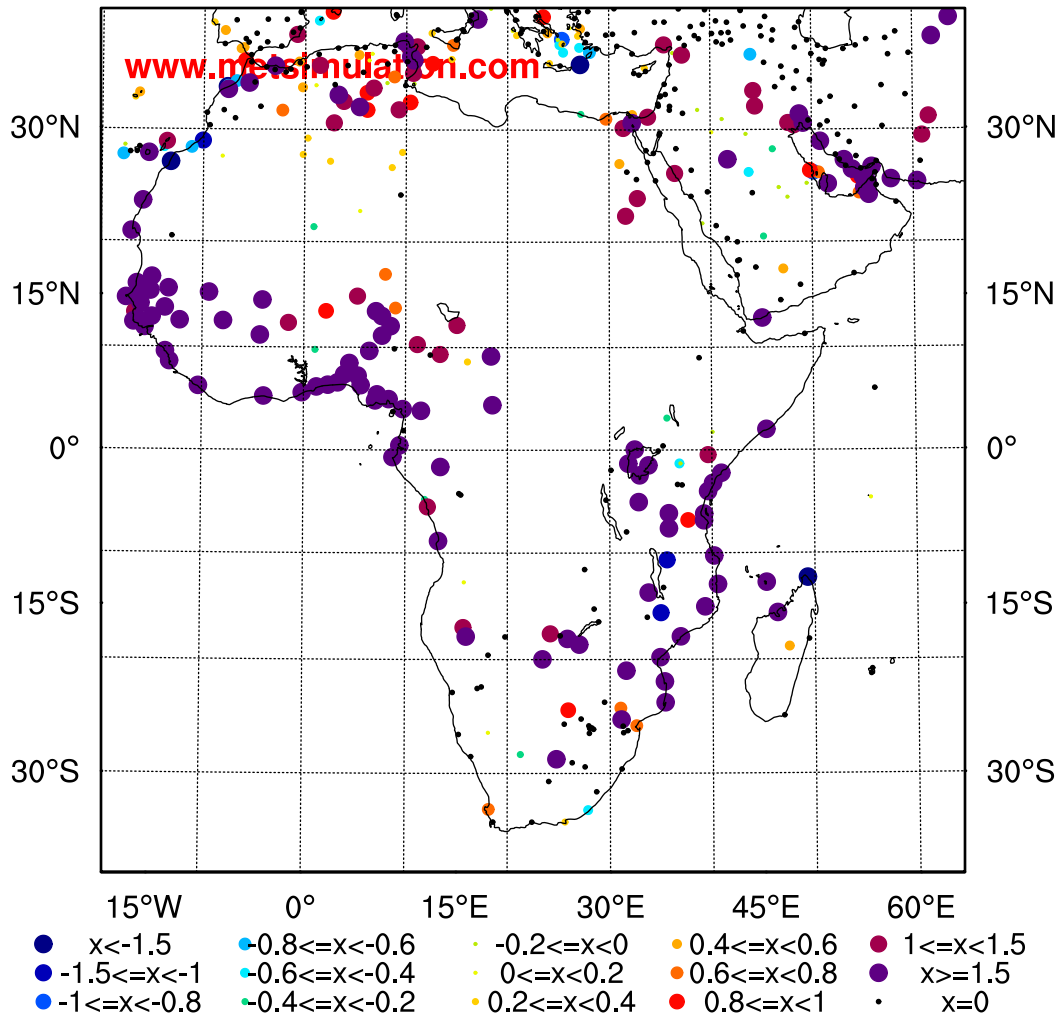 www.metsimulation.com
30°N 30°N
15°N 15°N
0° 0°
15°S 15°S
30°S 30°S
15°W 0° 15°E 30°E 45°E 60°E
x<-1.5 -0.8<=x<-0.6 -0.2<=x<0 0.4<=x<0.6 1<=x<1.5
-1.5<=x<-1 -0.6<=x<-0.4 0<=x<0.2 0.6<=x<0.8 x>=1.5
-1<=x<-0.8 -0.4<=x<-0.2 0.2<=x<0.4 0.8<=x<1 x=0